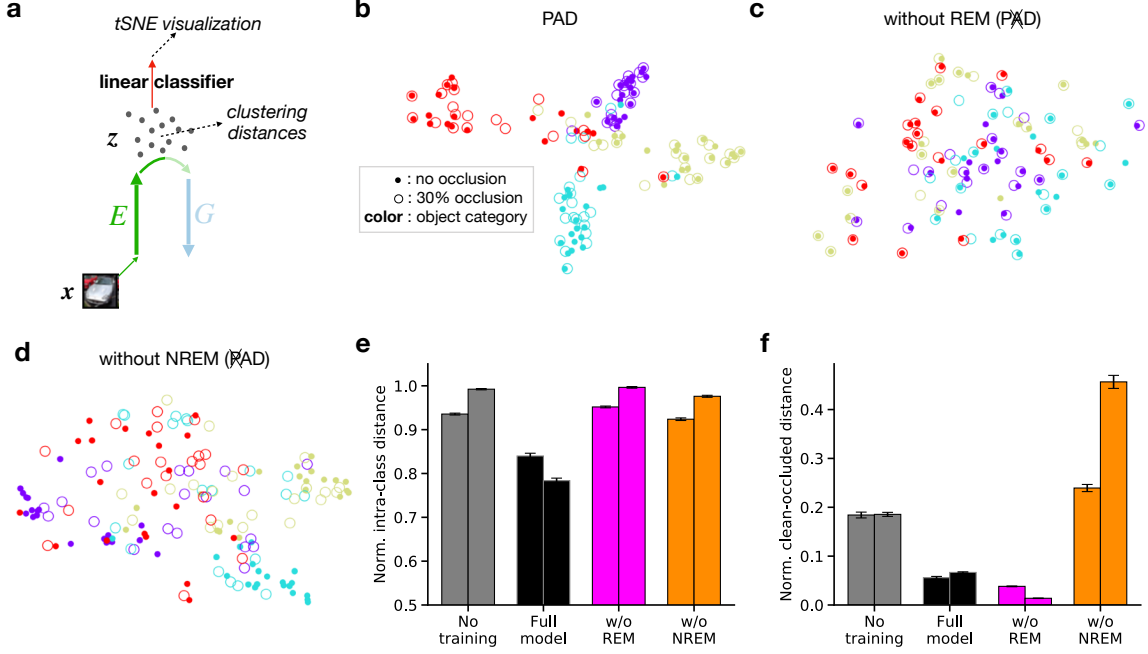 a
tSNE visualization
linear classifier
clustering
distances
z
E
G
x
b
PAD
: no occlusion
: 30% occlusion
color : object category
c
without REM (PAD)
d
without NREM (PAD)
e
Norm. intra-class distance
1.0
0.9
0.8
0.7
0.6
0.5
No
training
Full
model
w/o
REM
w/o
NREM
f
Norm. clean-occluded distance
0.4
0.3
0.2
0.1
0.0
No
training
Full
model
w/o
REM
w/o
NREM